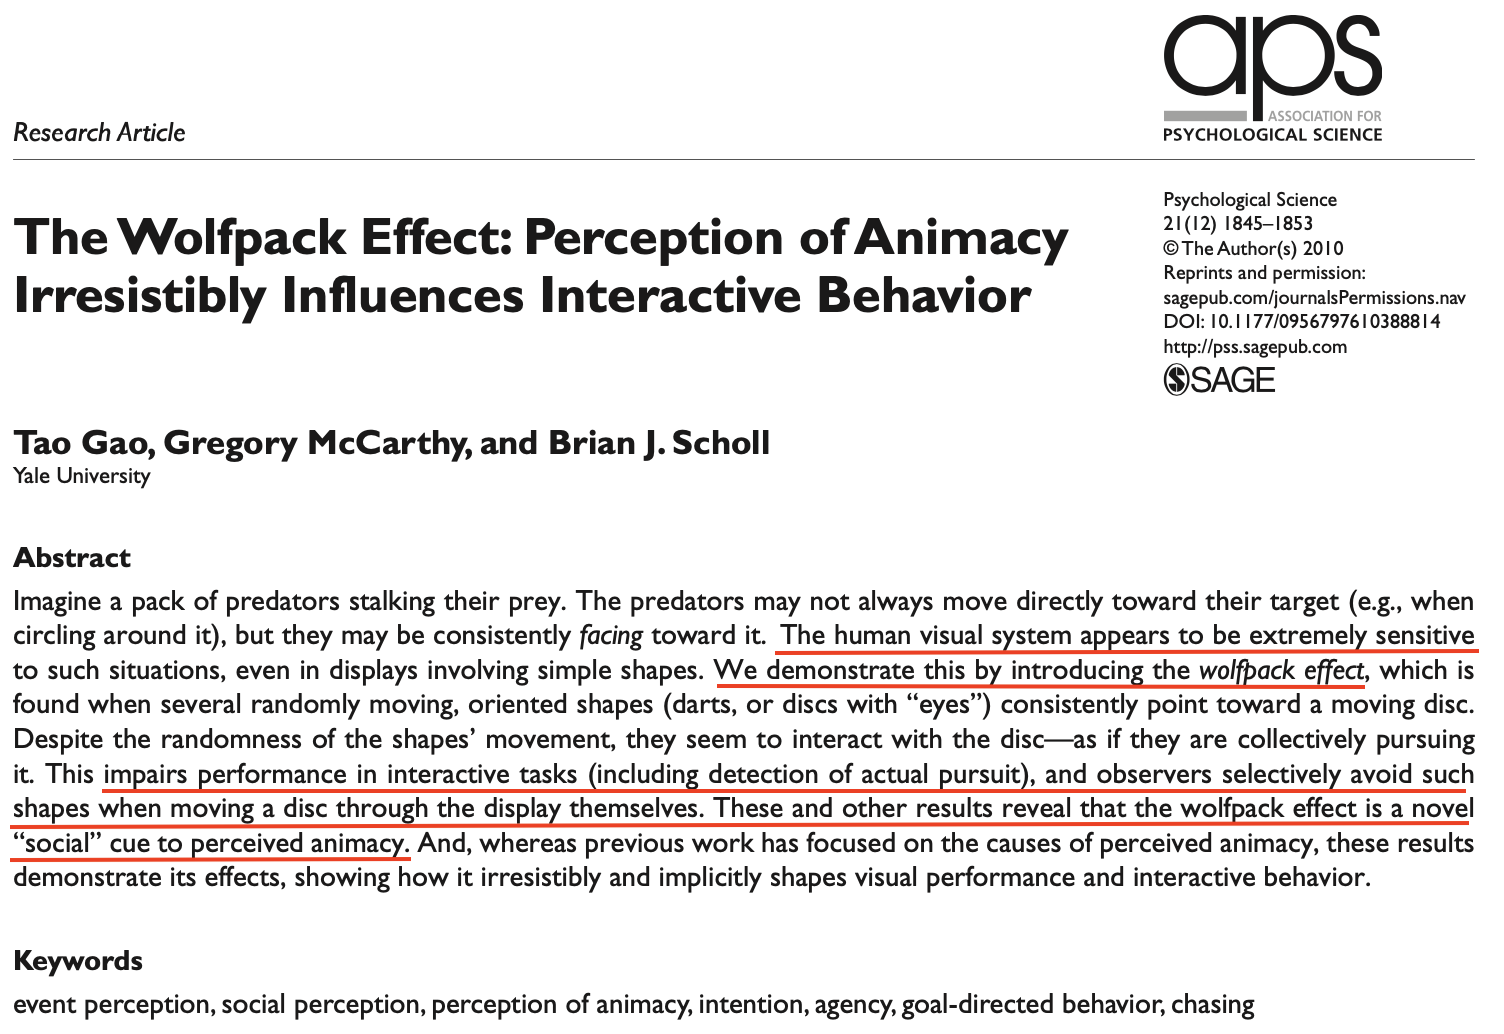 aps
ASSOCIATION FOR
PSYCHOLOGICAL SCIENCE
Research Article
The Wolfpack Effect: Perception of Animacy
Irresistibly Influences Interactive Behavior
Psychological Science
21(12) 1845–1853
© The Author(s) 2010
Reprints and permission:
sagepub.com/journalsPermissions.nav
DOI: 10.1177/0956797610388814
http://pss.sagepub.com
SAGE
Tao Gao, Gregory McCarthy, and Brian J. Scholl
Yale University
Abstract
Imagine a pack of predators stalking their prey. The predators may not always move directly toward their target (e.g., when
circling around it), but they may be consistently facing toward it. The human visual system appears to be extremely sensitive
to such situations, even in displays involving simple shapes. We demonstrate this by introducing the wolfpack effect, which is
found when several randomly moving, oriented shapes (darts, or discs with “eyes”) consistently point toward a moving disc.
Despite the randomness of the shapes’ movement, they seem to interact with the disc—as if they are collectively pursuing
it. This impairs performance in interactive tasks (including detection of actual pursuit), and observers selectively avoid such
shapes when moving a disc through the display themselves. These and other results reveal that the wolfpack effect is a novel
“social” cue to perceived animacy. And, whereas previous work has focused on the causes of perceived animacy, these results
demonstrate its effects, showing how it irresistibly and implicitly shapes visual performance and interactive behavior.
Keywords
event perception, social perception, perception of animacy, intention, agency, goal-directed behavior, chasing